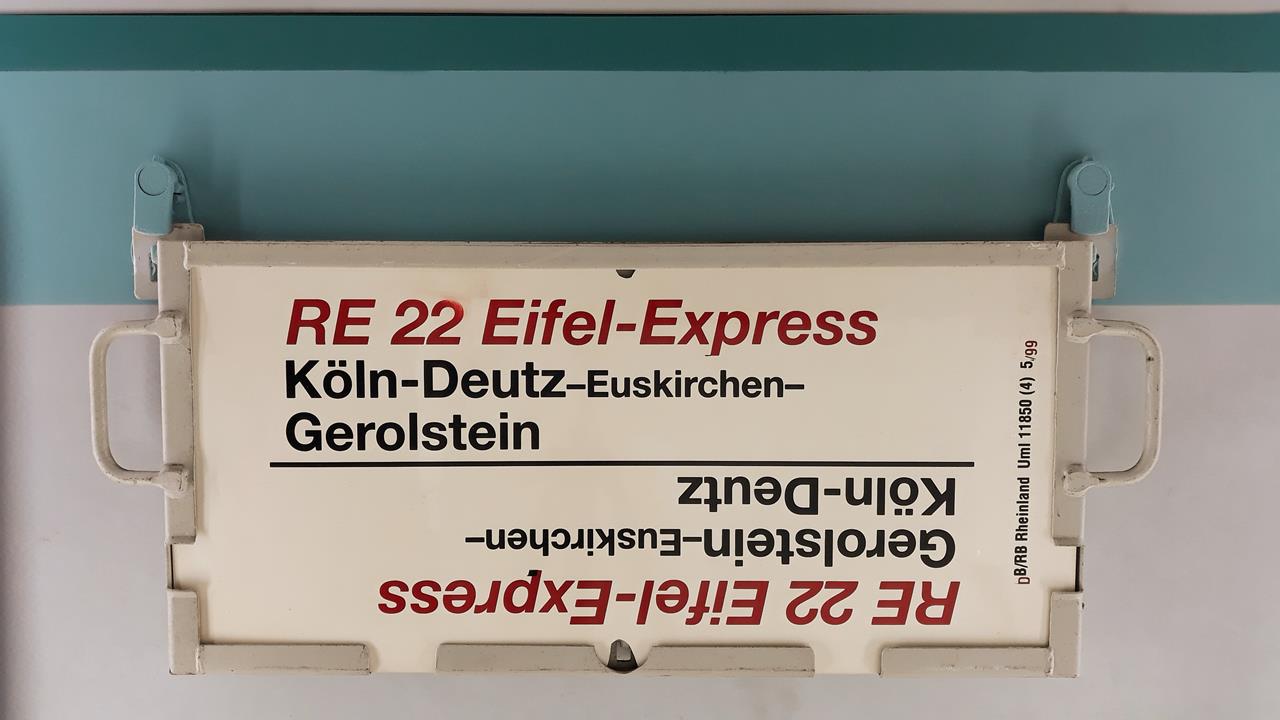 RE 22 Eifel-Express
Köln-Deutz–Euskirchen–
Gerolstein
RE 22 Eifel-Express
Gerolstein–Euskirchen–
Köln-Deutz
DB/RB Rheinland Uml 11850 (4) 5/99